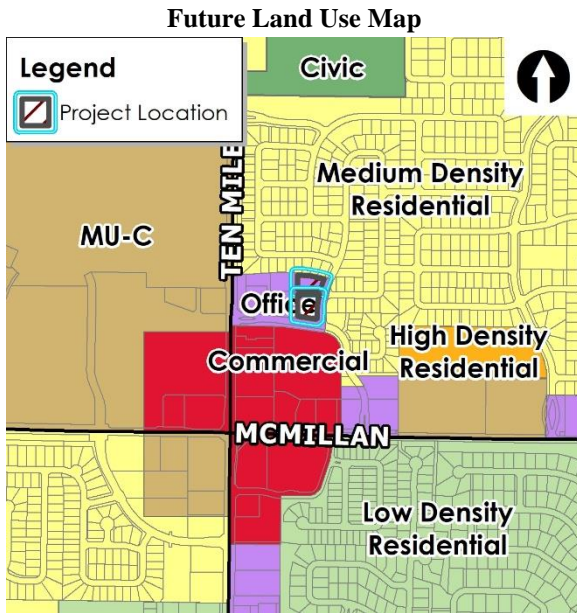 Future Land Use Map
Legend
Project Location
Civic
TEN MILE
Medium Density
Residential
MU-C
Office
Commercial
High Density
Residential
MCMILLAN
Low Density
Residential